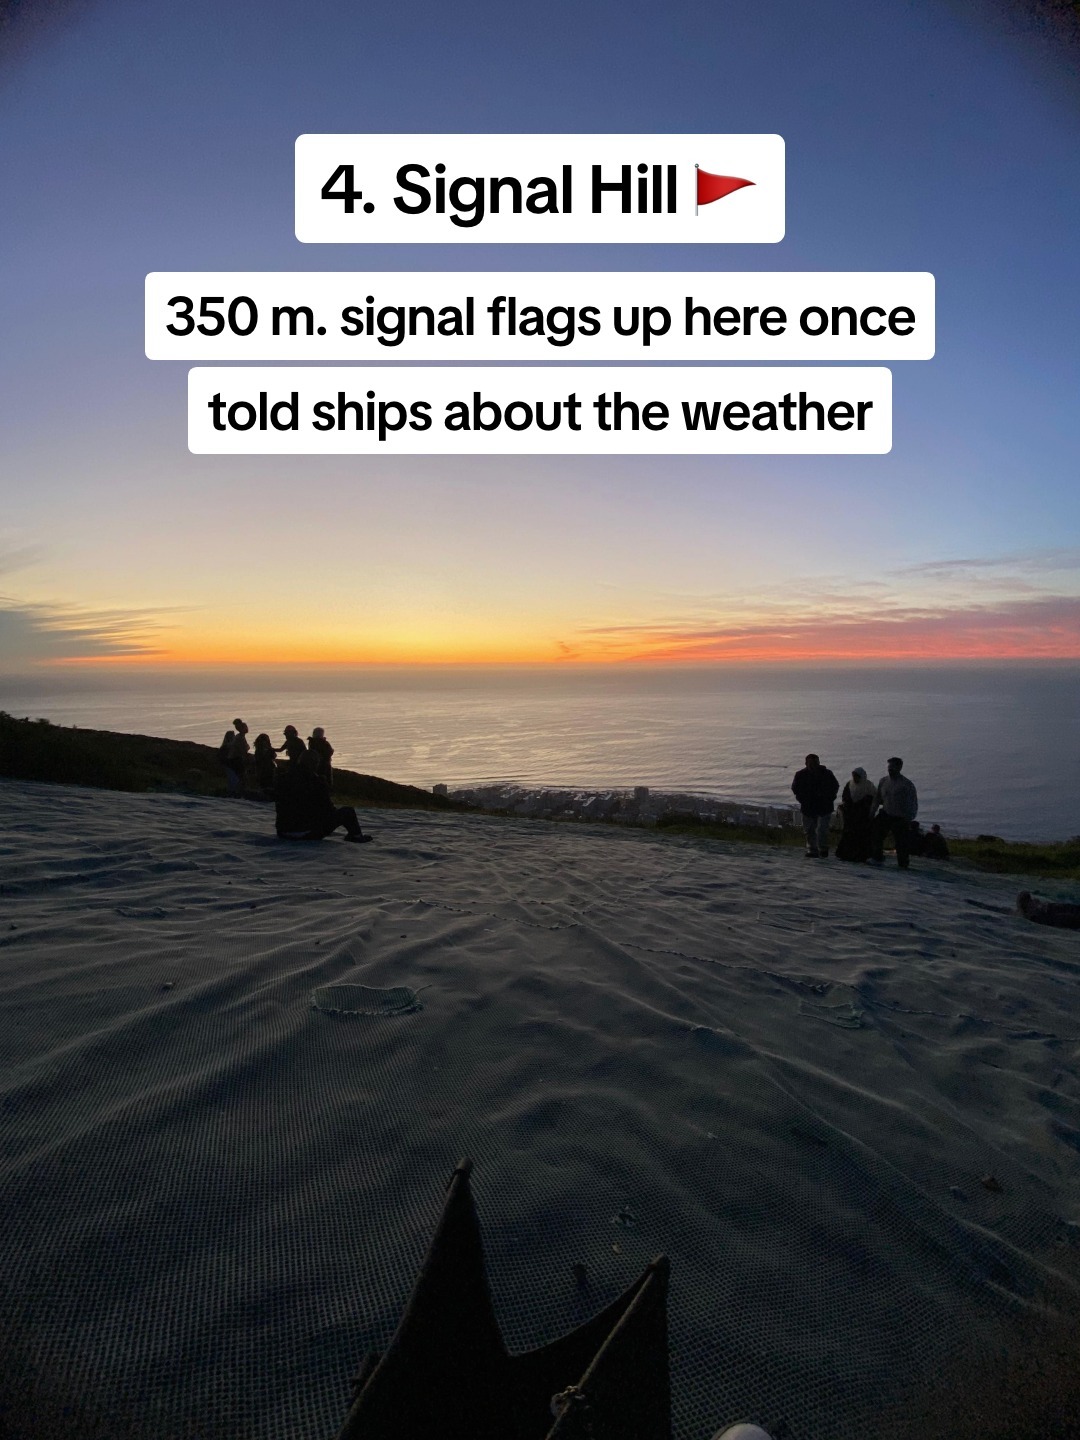 4. Signal Hill 🚩
350 m. signal flags up here once
told ships about the weather